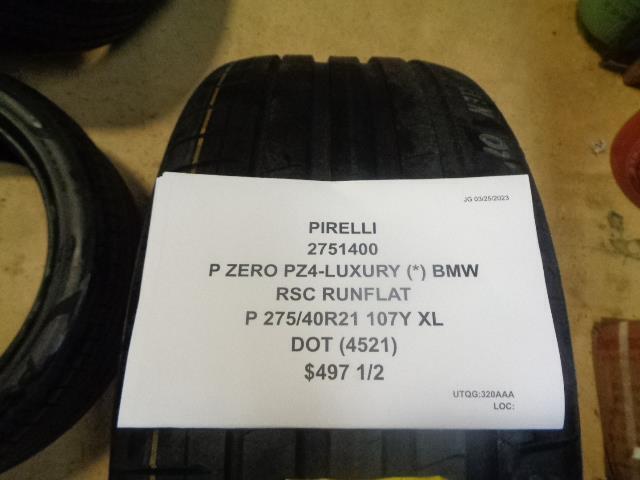 JG 03/25/2023
PIRELLI
2751400
P ZERO PZ4-LUXURY (*) BMW
RSC RUNFLAT
P 275/40R21 107Y XL
DOT (4521)
$497 1/2
UTQG:320AAA
LOC: